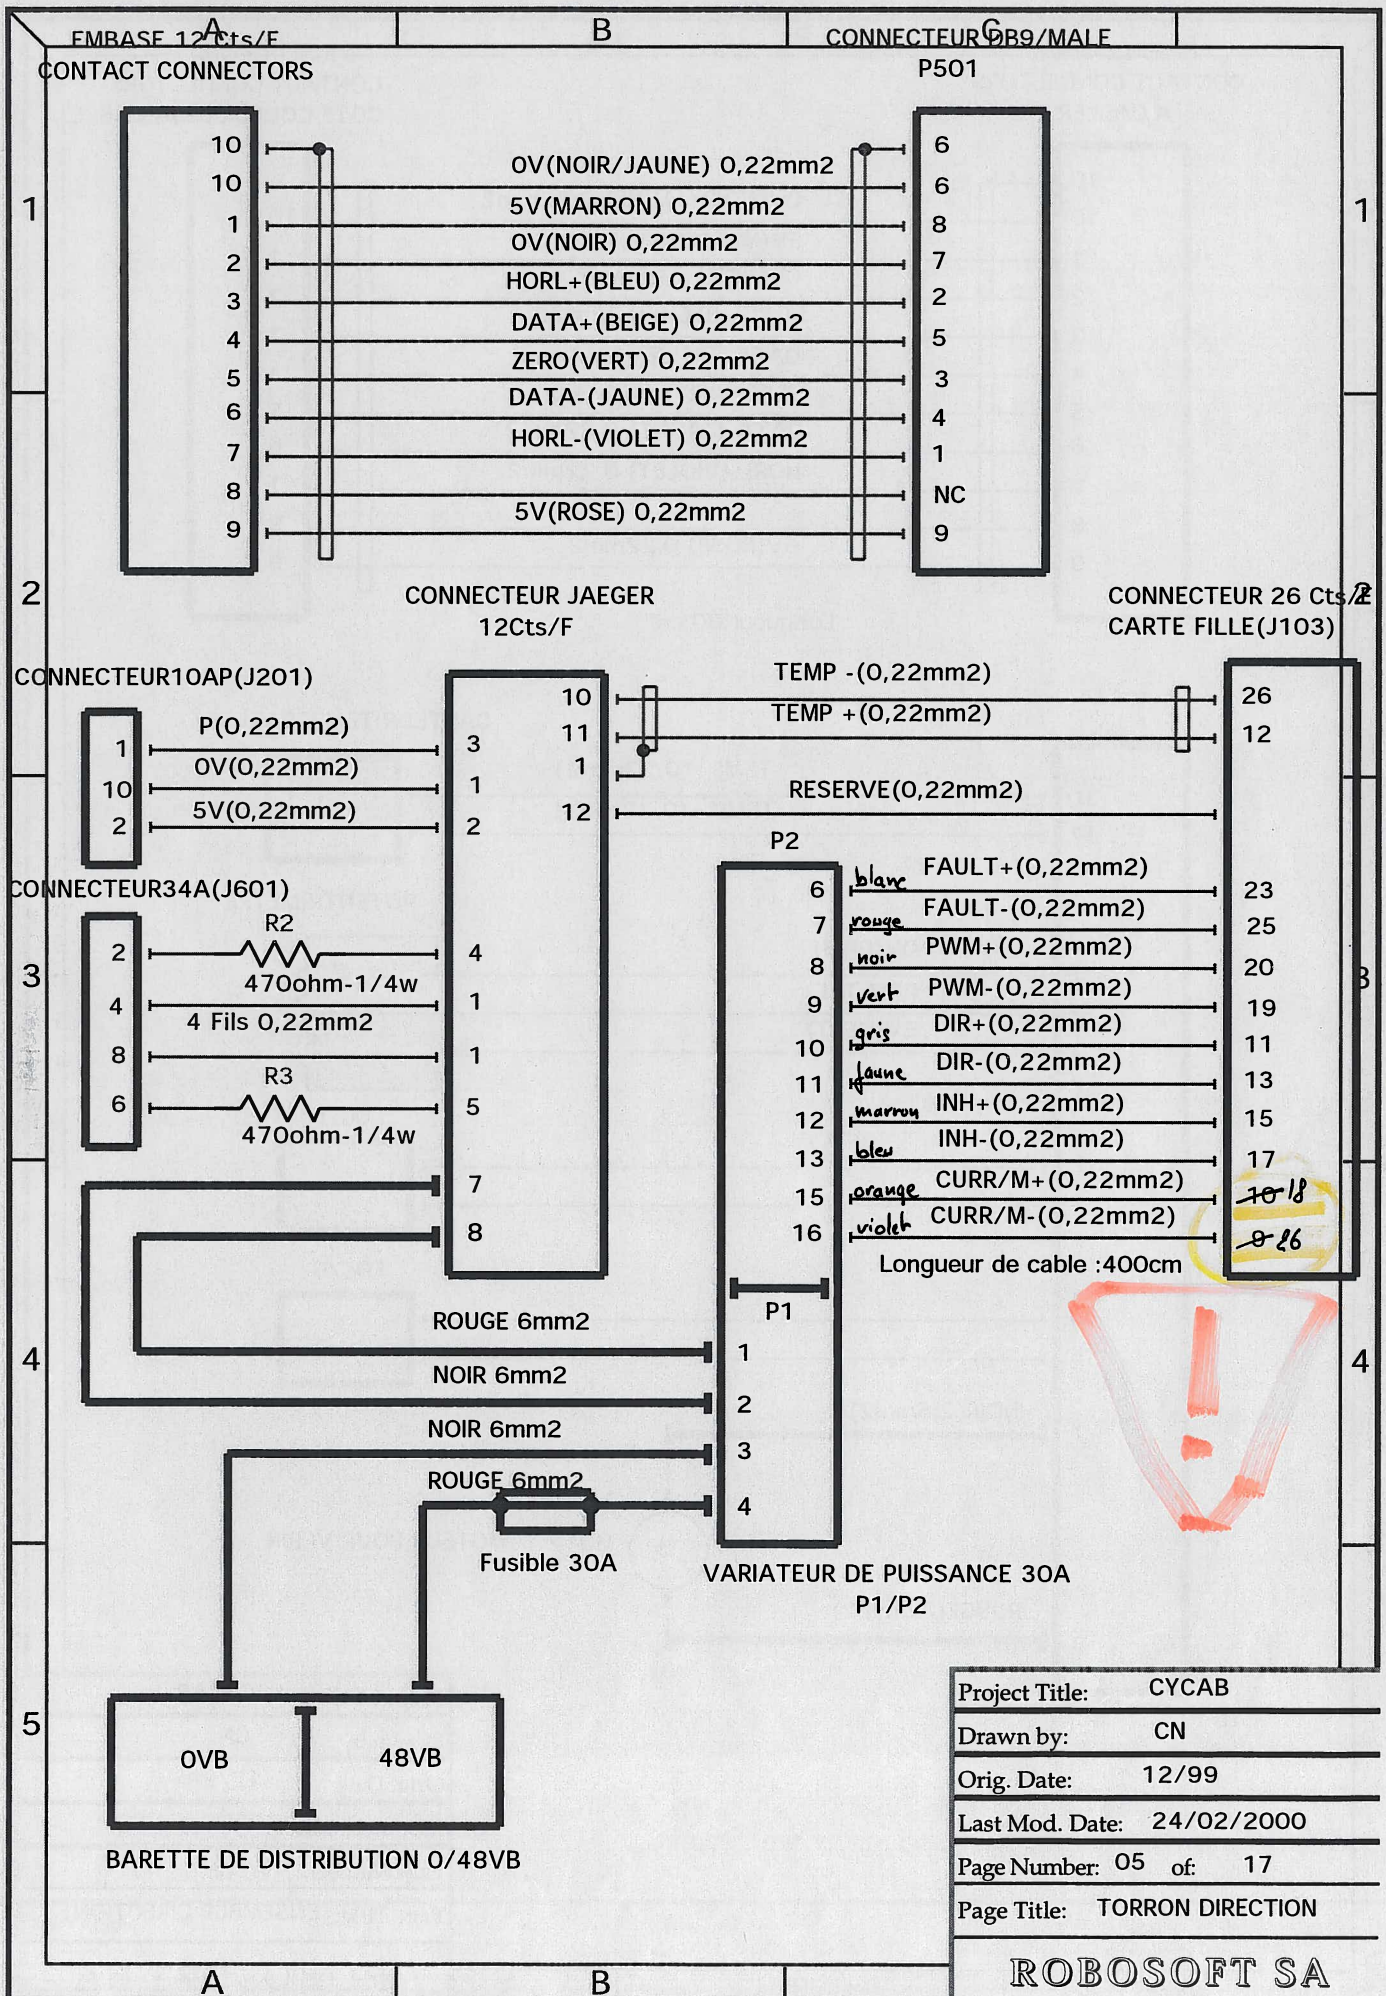 A B C
EMBASE 12 Cts/F
CONTACT CONNECTORS
CONNECTEUR DB9/MALE
P501
10 6
10 0V(NOIR/JAUNE) 0,22mm2 6
1 5V(MARRON) 0,22mm2 8
2 0V(NOIR) 0,22mm2 7
3 HORL+(BLEU) 0,22mm2 2
4 DATA+(BEIGE) 0,22mm2 5
5 ZERO(VERT) 0,22mm2 3
6 DATA-(JAUNE) 0,22mm2 4
7 HORL-(VIOLET) 0,22mm2 1
8 NC
9 5V(ROSE) 0,22mm2 9
1 1
2 2
CONNECTEUR JAEGER
12Cts/F
CONNECTEUR 26 Cts/F
CARTE FILLE(J103)
CONNECTEUR10AP(J201)
1 P(0,22mm2) 3
10 0V(0,22mm2) 1
2 5V(0,22mm2) 2
10 TEMP -(0,22mm2) 26
11 TEMP +(0,22mm2) 12
1
12 RESERVE(0,22mm2)
CONNECTEUR34A(J601)
2 R2 4
470ohm-1/4w
4 1
4 Fils 0,22mm2
8 1
6 R3 5
470ohm-1/4w
7
8
3 3
P2
6 blanc FAULT+(0,22mm2) 23
7 rouge FAULT-(0,22mm2) 25
8 noir PWM+(0,22mm2) 20
9 vert PWM-(0,22mm2) 19
10 gris DIR+(0,22mm2) 11
11 jaune DIR-(0,22mm2) 13
12 marron INH+(0,22mm2) 15
13 bleu INH-(0,22mm2) 17
15 orange CURR/M+(0,22mm2) 10 18
16 violet CURR/M-(0,22mm2) 9 26
Longueur de cable :400cm
P1
ROUGE 6mm2 1
NOIR 6mm2 2
NOIR 6mm2 3
ROUGE 6mm2 4
!
4 4
Fusible 30A
VARIATEUR DE PUISSANCE 30A
P1/P2
5
0VB 48VB
BARETTE DE DISTRIBUTION 0/48VB
Project Title: CYCAB
Drawn by: CN
Orig. Date: 12/99
Last Mod. Date: 24/02/2000
Page Number: 05 of: 17
Page Title: TORRON DIRECTION
ROBOSOFT SA
A B